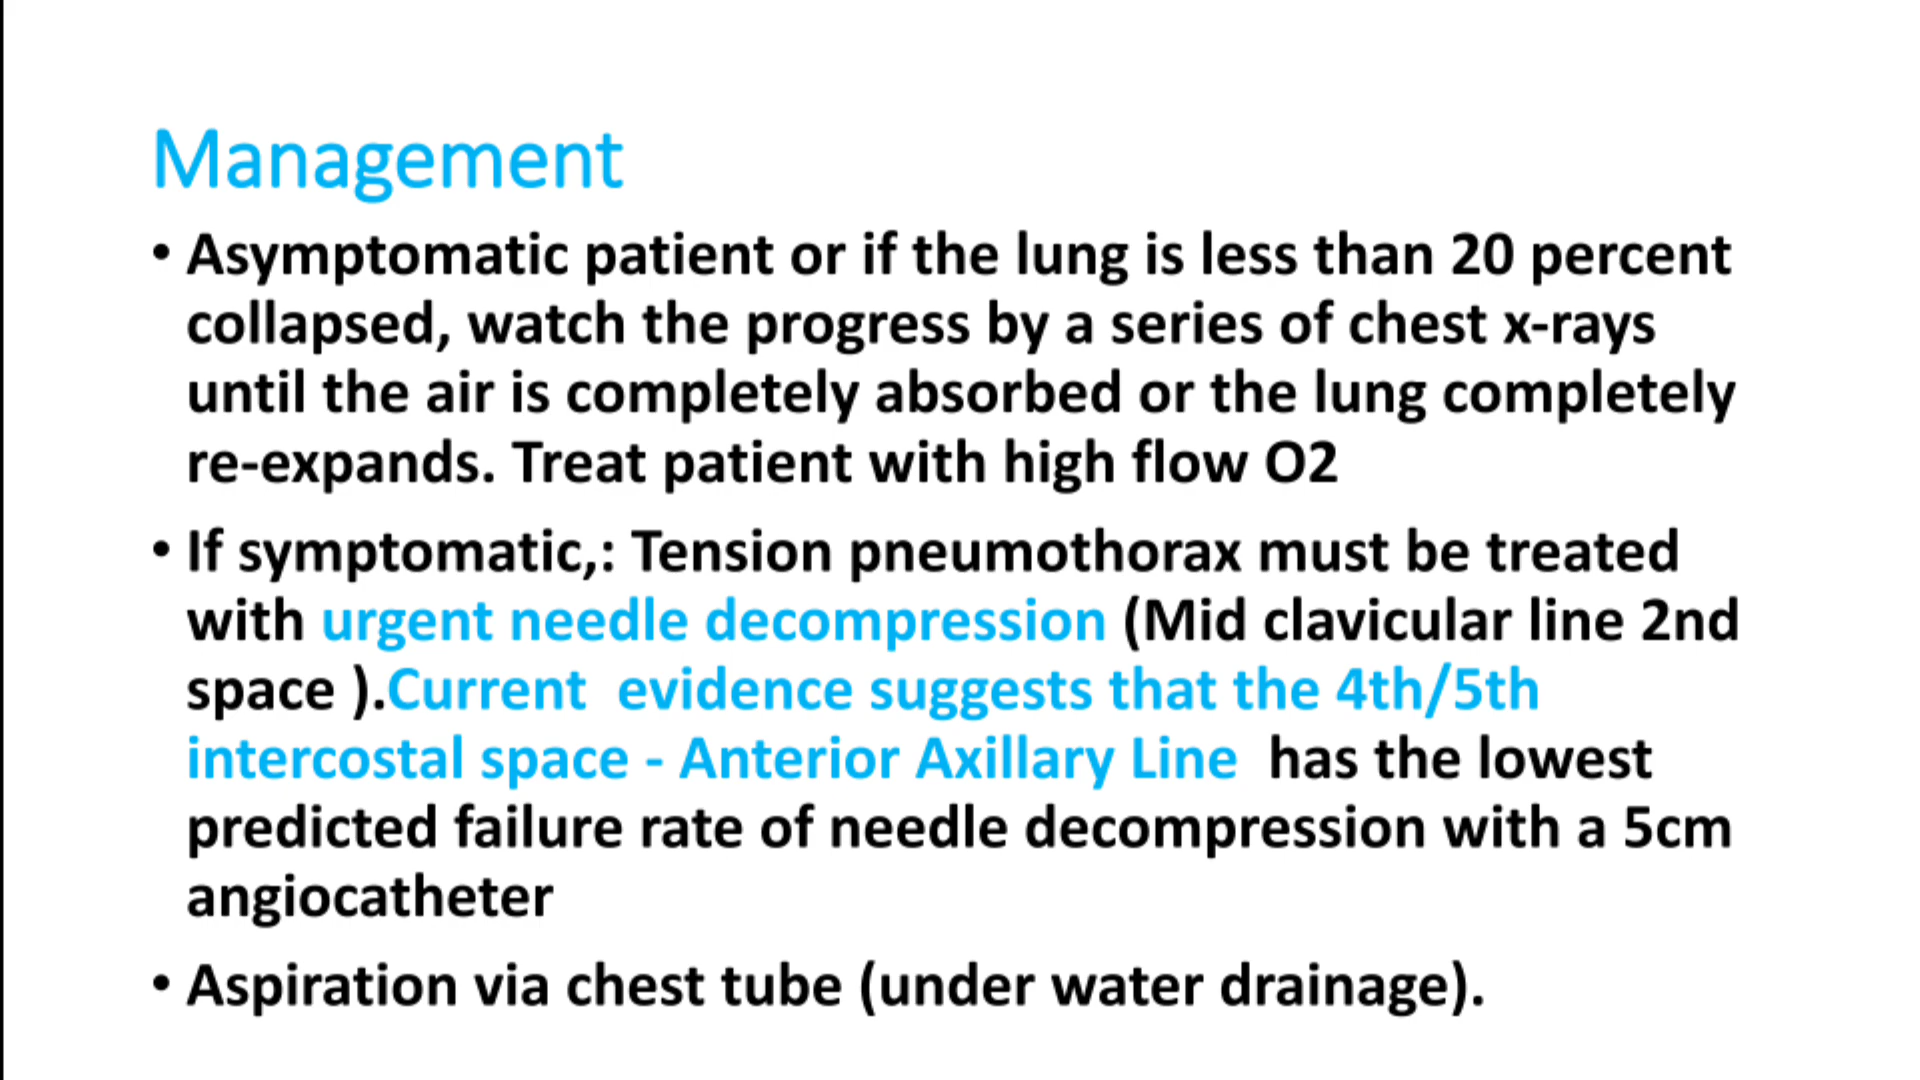 Management
• Asymptomatic patient or if the lung is less than 20 percent
collapsed, watch the progress by a series of chest x-rays
until the air is completely absorbed or the lung completely
re-expands. Treat patient with high flow O2
• If symptomatic,: Tension pneumothorax must be treated
with urgent needle decompression (Mid clavicular line 2nd
space ).Current  evidence suggests that the 4th/5th
intercostal space - Anterior Axillary Line  has the lowest
predicted failure rate of needle decompression with a 5cm
angiocatheter
• Aspiration via chest tube (under water drainage).